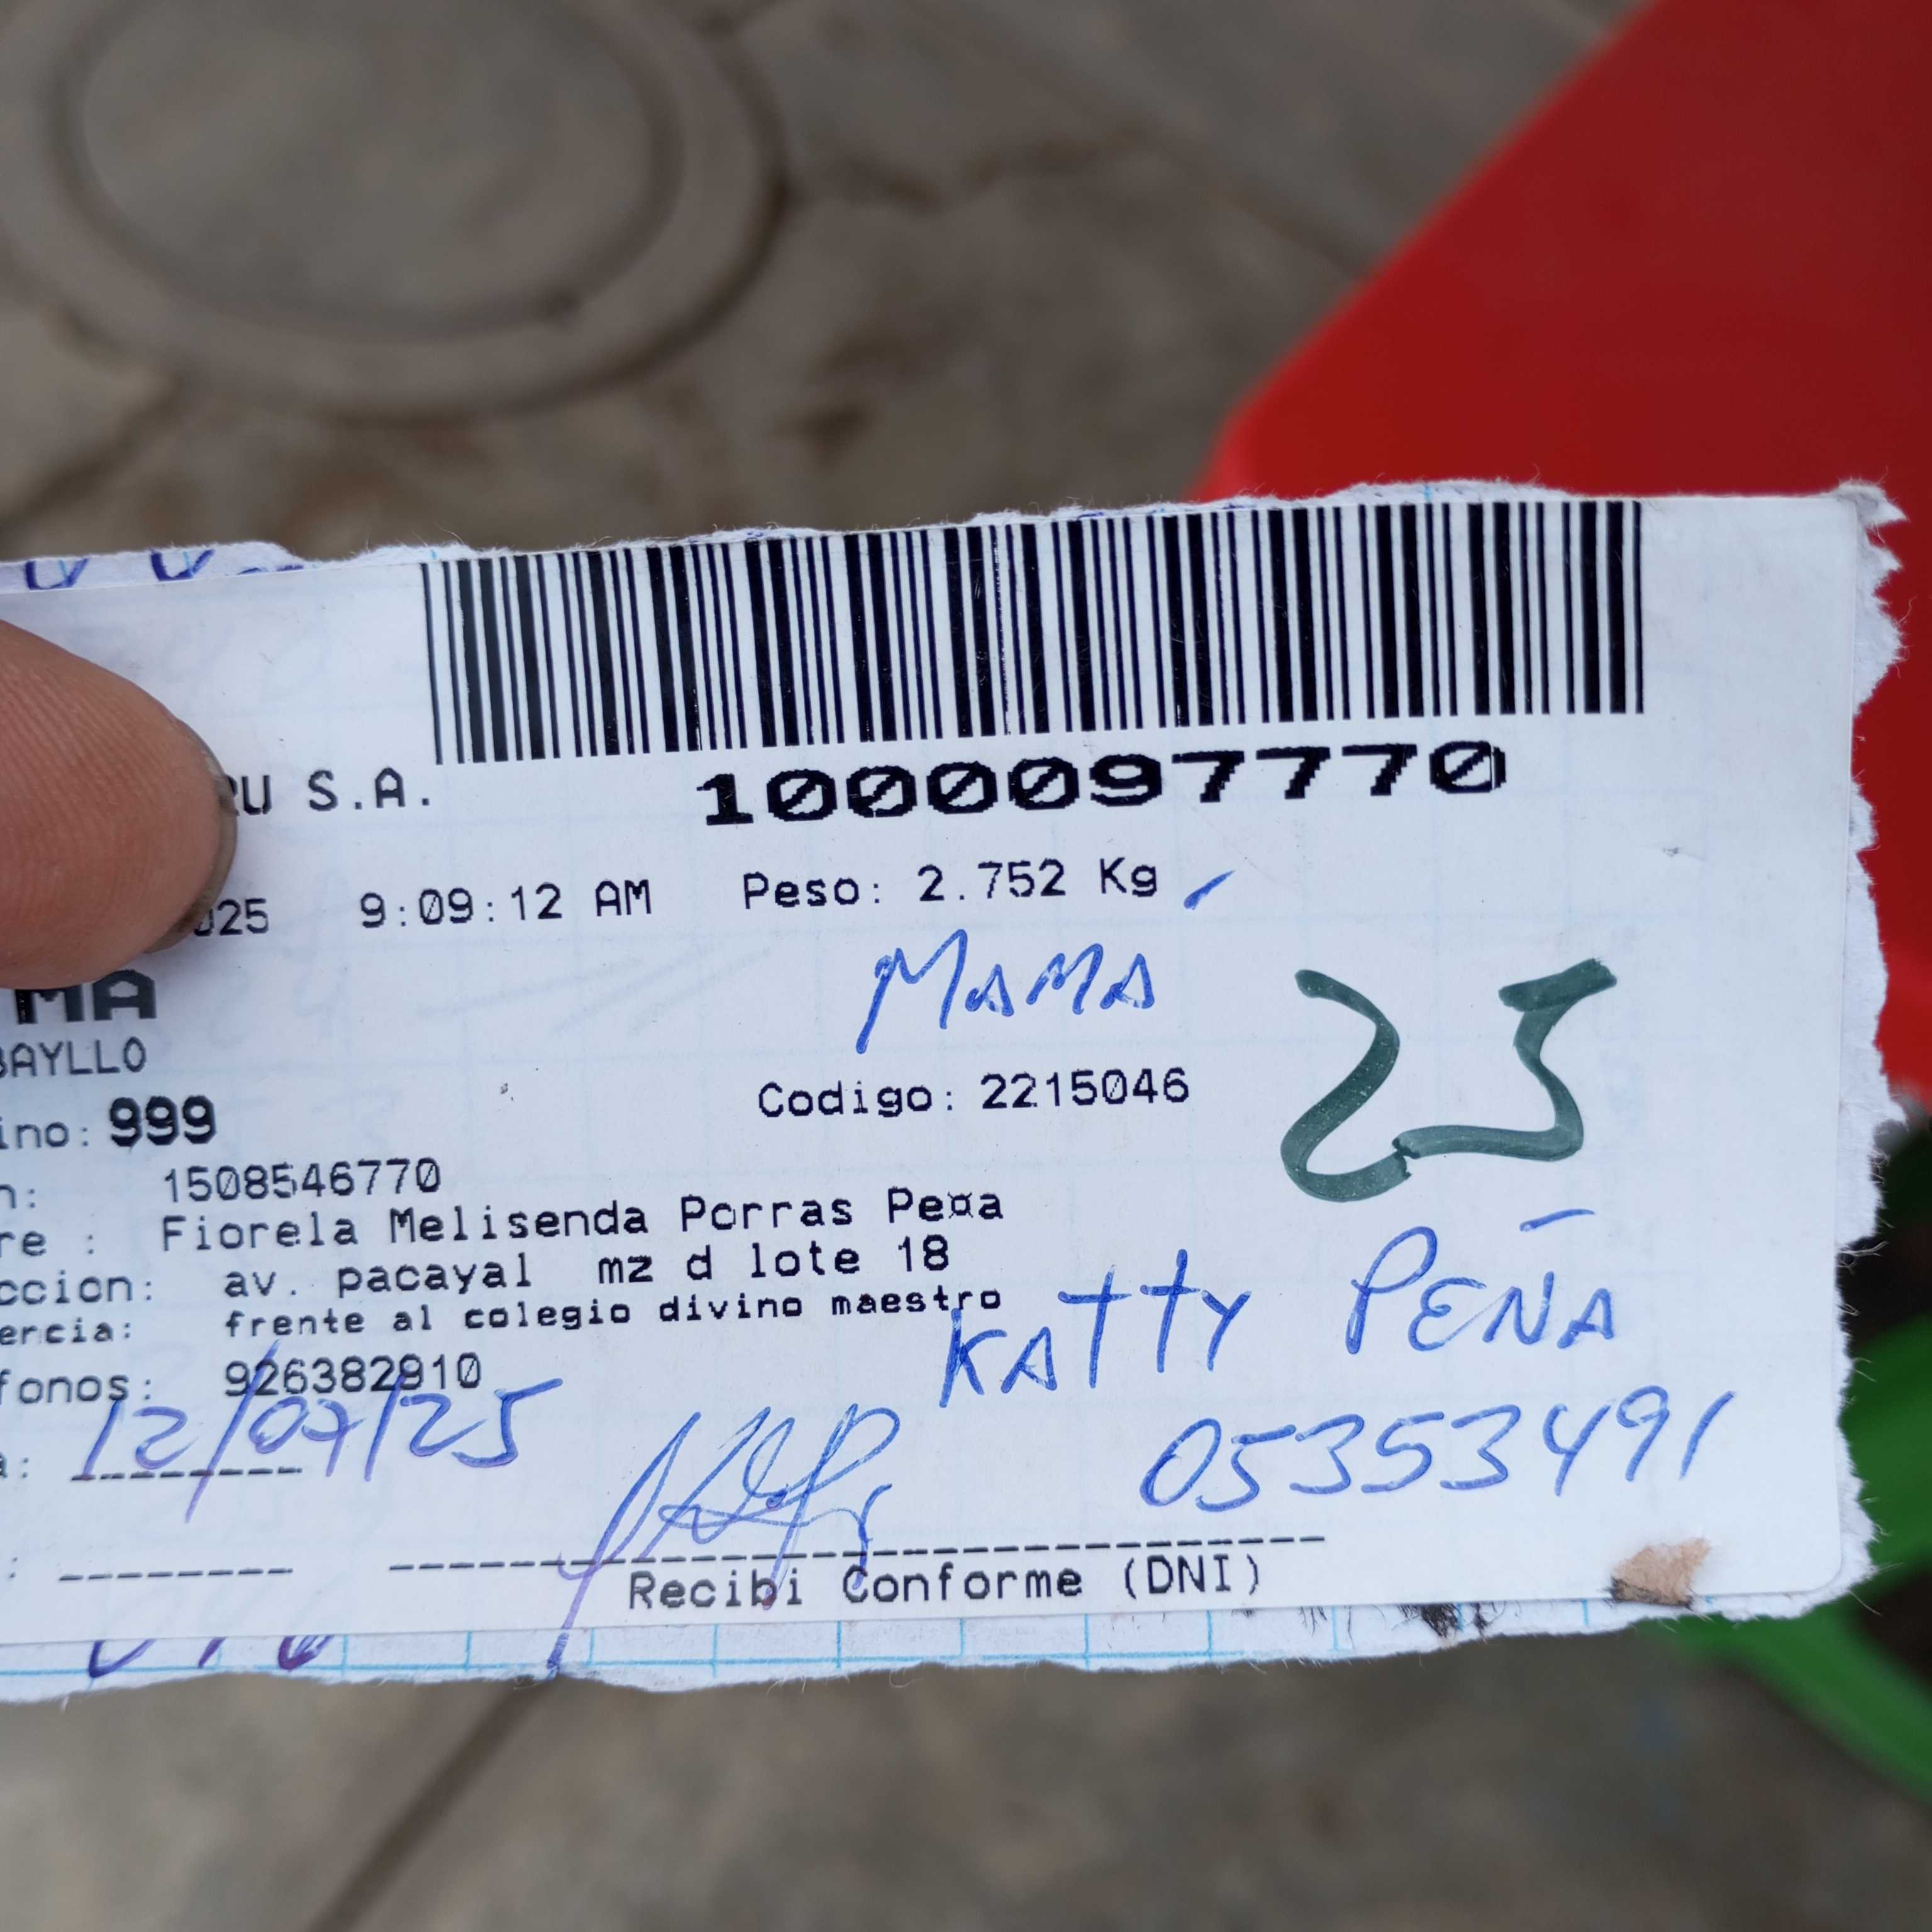 RU S.A.
1000097770
025 9:09:12 AM Peso: 2.752 Kg
MAMA
MA
BAYLLO
Codigo: 2215046
25
ino: 999
n: 1508546770
re : Fiorela Melisenda Porras Pe¤a
ccion: av. pacayal mz d lote 18
ercia: frente al colegio divino maestro
KATTY PEÑA
fonos: 926382910
a: 12/07/25
05353491
Recibi Conforme (DNI)